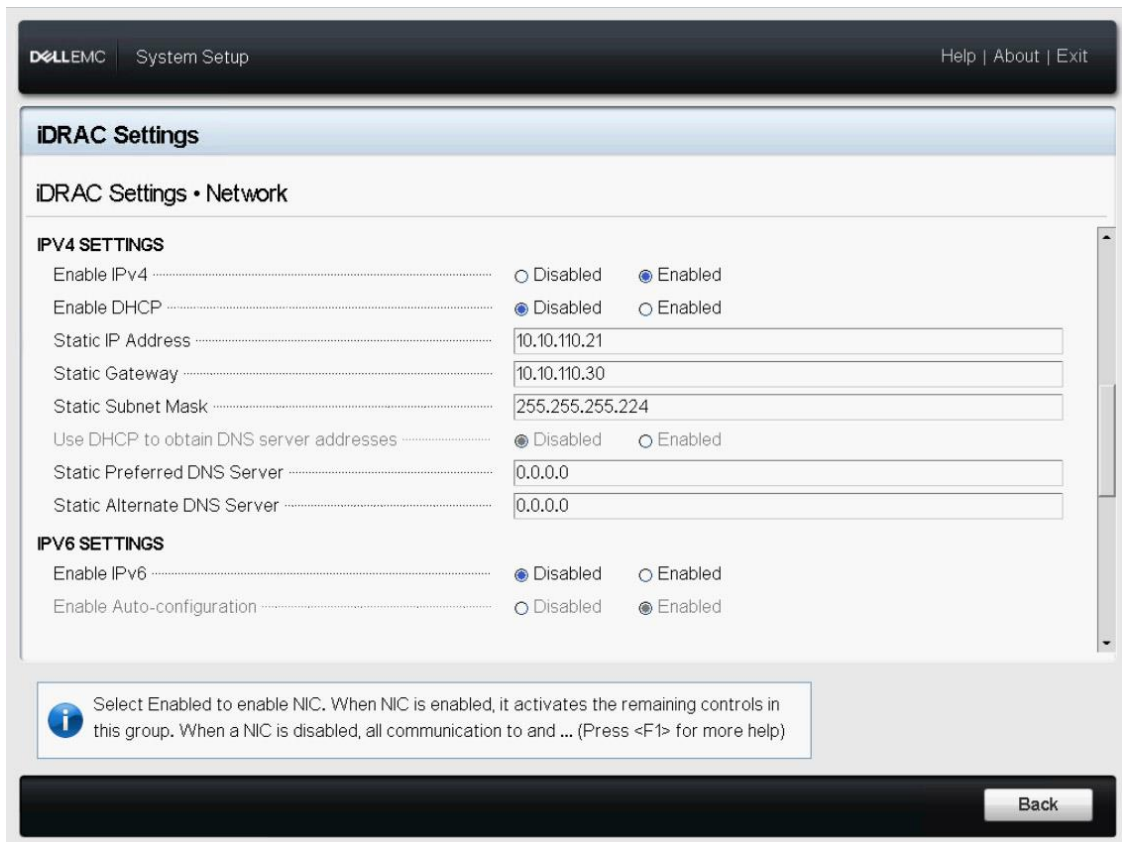 DELLEMC System Setup Help | About | Exit
iDRAC Settings
iDRAC Settings • Network
IPV4 SETTINGS
Enable IPv4 Disabled Enabled
Enable DHCP Disabled Enabled
Static IP Address 10.10.110.21
Static Gateway 10.10.110.30
Static Subnet Mask 255.255.255.224
Use DHCP to obtain DNS server addresses Disabled Enabled
Static Preferred DNS Server 0.0.0.0
Static Alternate DNS Server 0.0.0.0
IPV6 SETTINGS
Enable IPv6 Disabled Enabled
Enable Auto-configuration Disabled Enabled
Select Enabled to enable NIC. When NIC is enabled, it activates the remaining controls in
this group. When a NIC is disabled, all communication to and ... (Press <F1> for more help)
Back